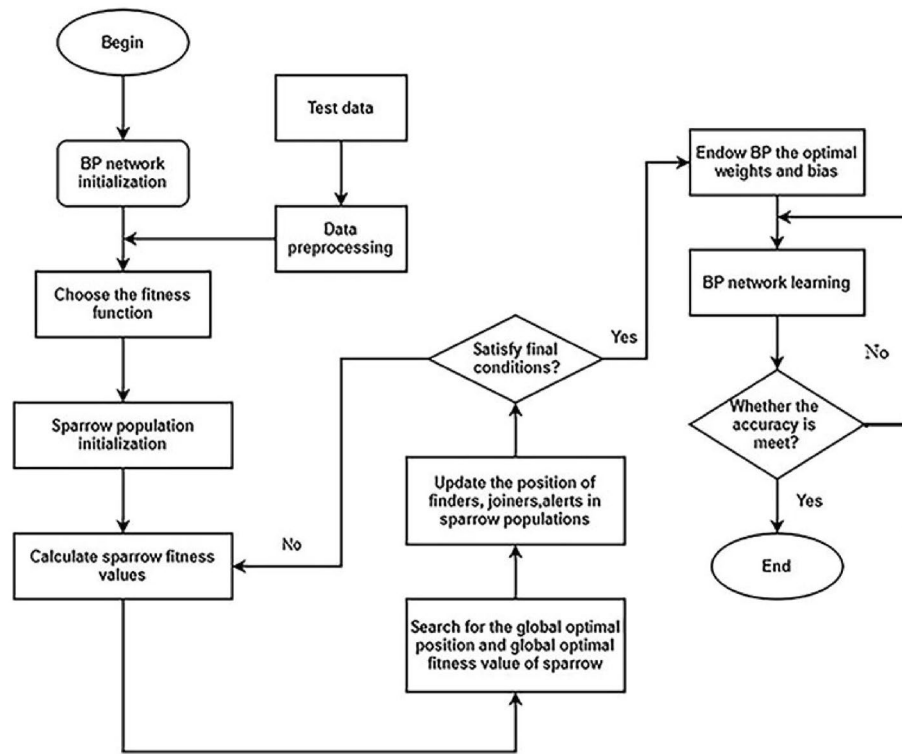 Begin
Test data
BP network
initialization
Data
preprocessing
Choose the fitness
function
Sparrow population
initialization
Calculate sparrow fitness
values
No
Satisfy final
conditions?
Yes
Update the position of
finders, joiners,alerts in
sparrow populations
Search for the global optimal
position and global optimal
fitness value of sparrow
Endow BP the optimal
weights and bias
BP network learning
No
Whether the
accuracy is
meet?
Yes
End